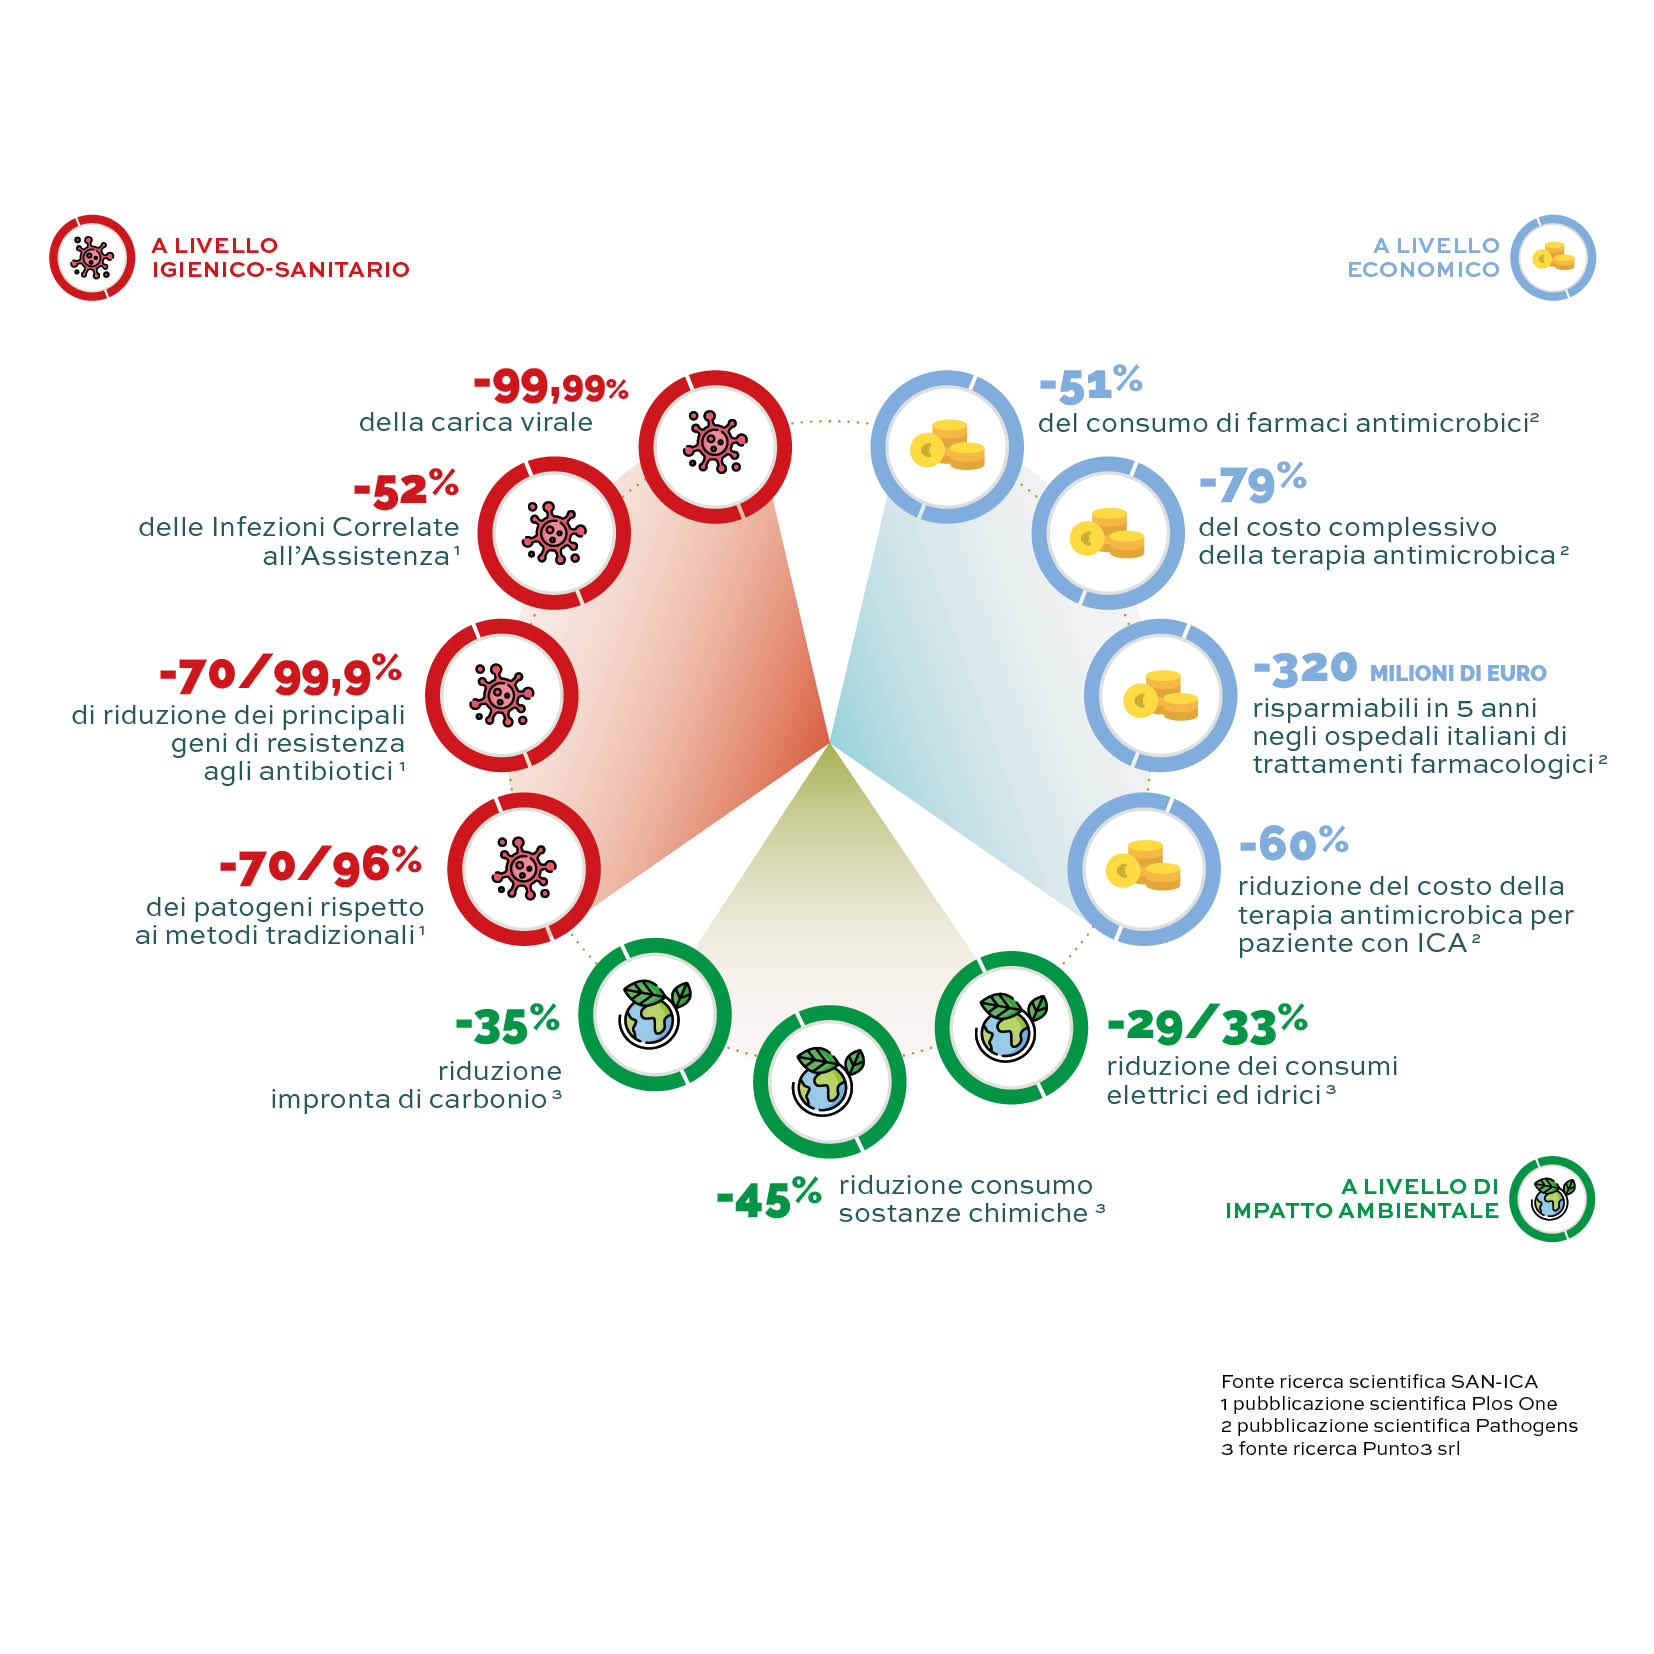 A LIVELLO
IGIENICO-SANITARIO
A LIVELLO
ECONOMICO
-99,99%
della carica virale
-52%
delle Infezioni Correlate
all'Assistenza ¹
-70/99,9%
di riduzione dei principali
geni di resistenza
agli antibiotici ¹
-70/96%
dei patogeni rispetto
ai metodi tradizionali ¹
-51%
del consumo di farmaci antimicrobici²
-79%
del costo complessivo
della terapia antimicrobica ²
-320 MILIONI DI EURO
risparmiabili in 5 anni
negli ospedali italiani di
trattamenti farmacologici ²
-60%
riduzione del costo della
terapia antimicrobica per
paziente con ICA ²
-35%
riduzione
impronta di carbonio ³
-45%
riduzione consumo
sostanze chimiche ³
-29/33%
riduzione dei consumi
elettrici ed idrici ³
A LIVELLO DI
IMPATTO AMBIENTALE
Fonte ricerca scientifica SAN-ICA
1 pubblicazione scientifica Plos One
2 pubblicazione scientifica Pathogens
3 fonte ricerca Punto3 srl